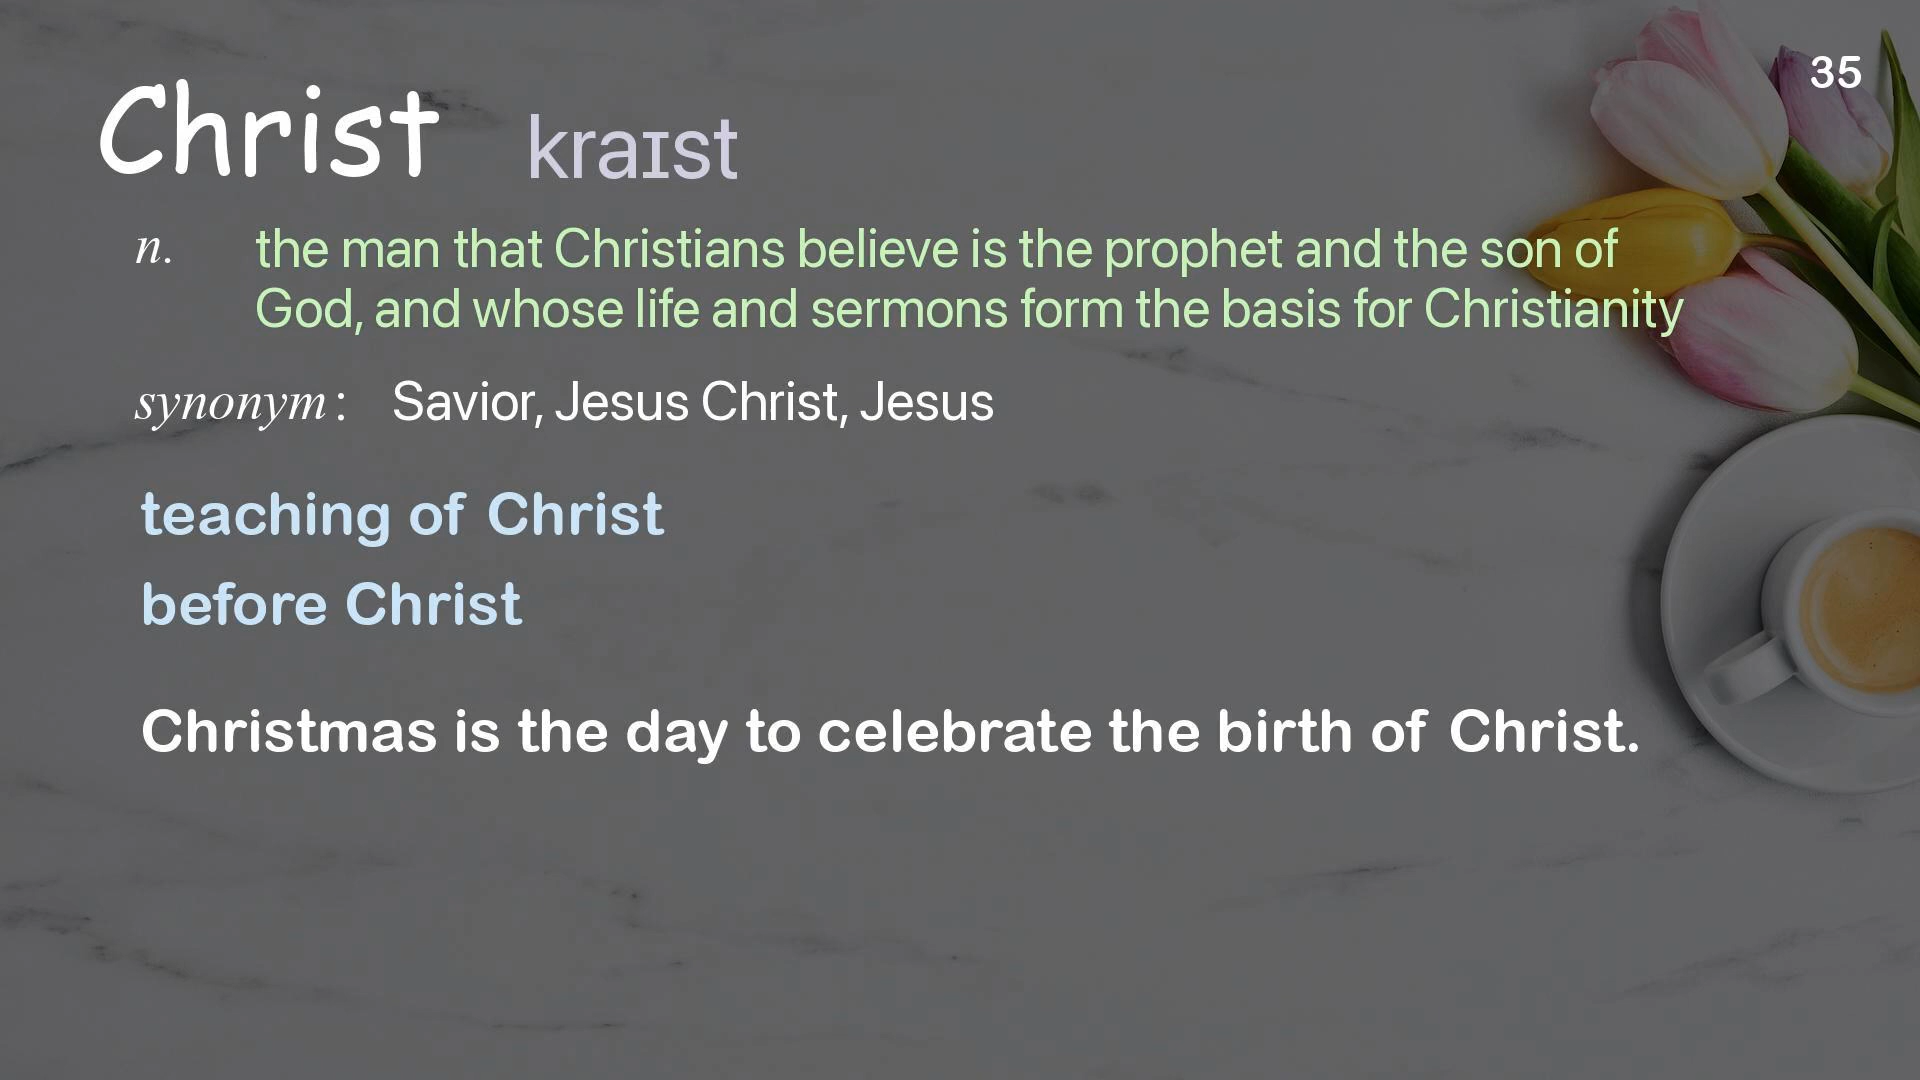 35
Christ kraɪst
n. the man that Christians believe is the prophet and the son of
God, and whose life and sermons form the basis for Christianity
synonym: Savior, Jesus Christ, Jesus
teaching of Christ
before Christ
Christmas is the day to celebrate the birth of Christ.